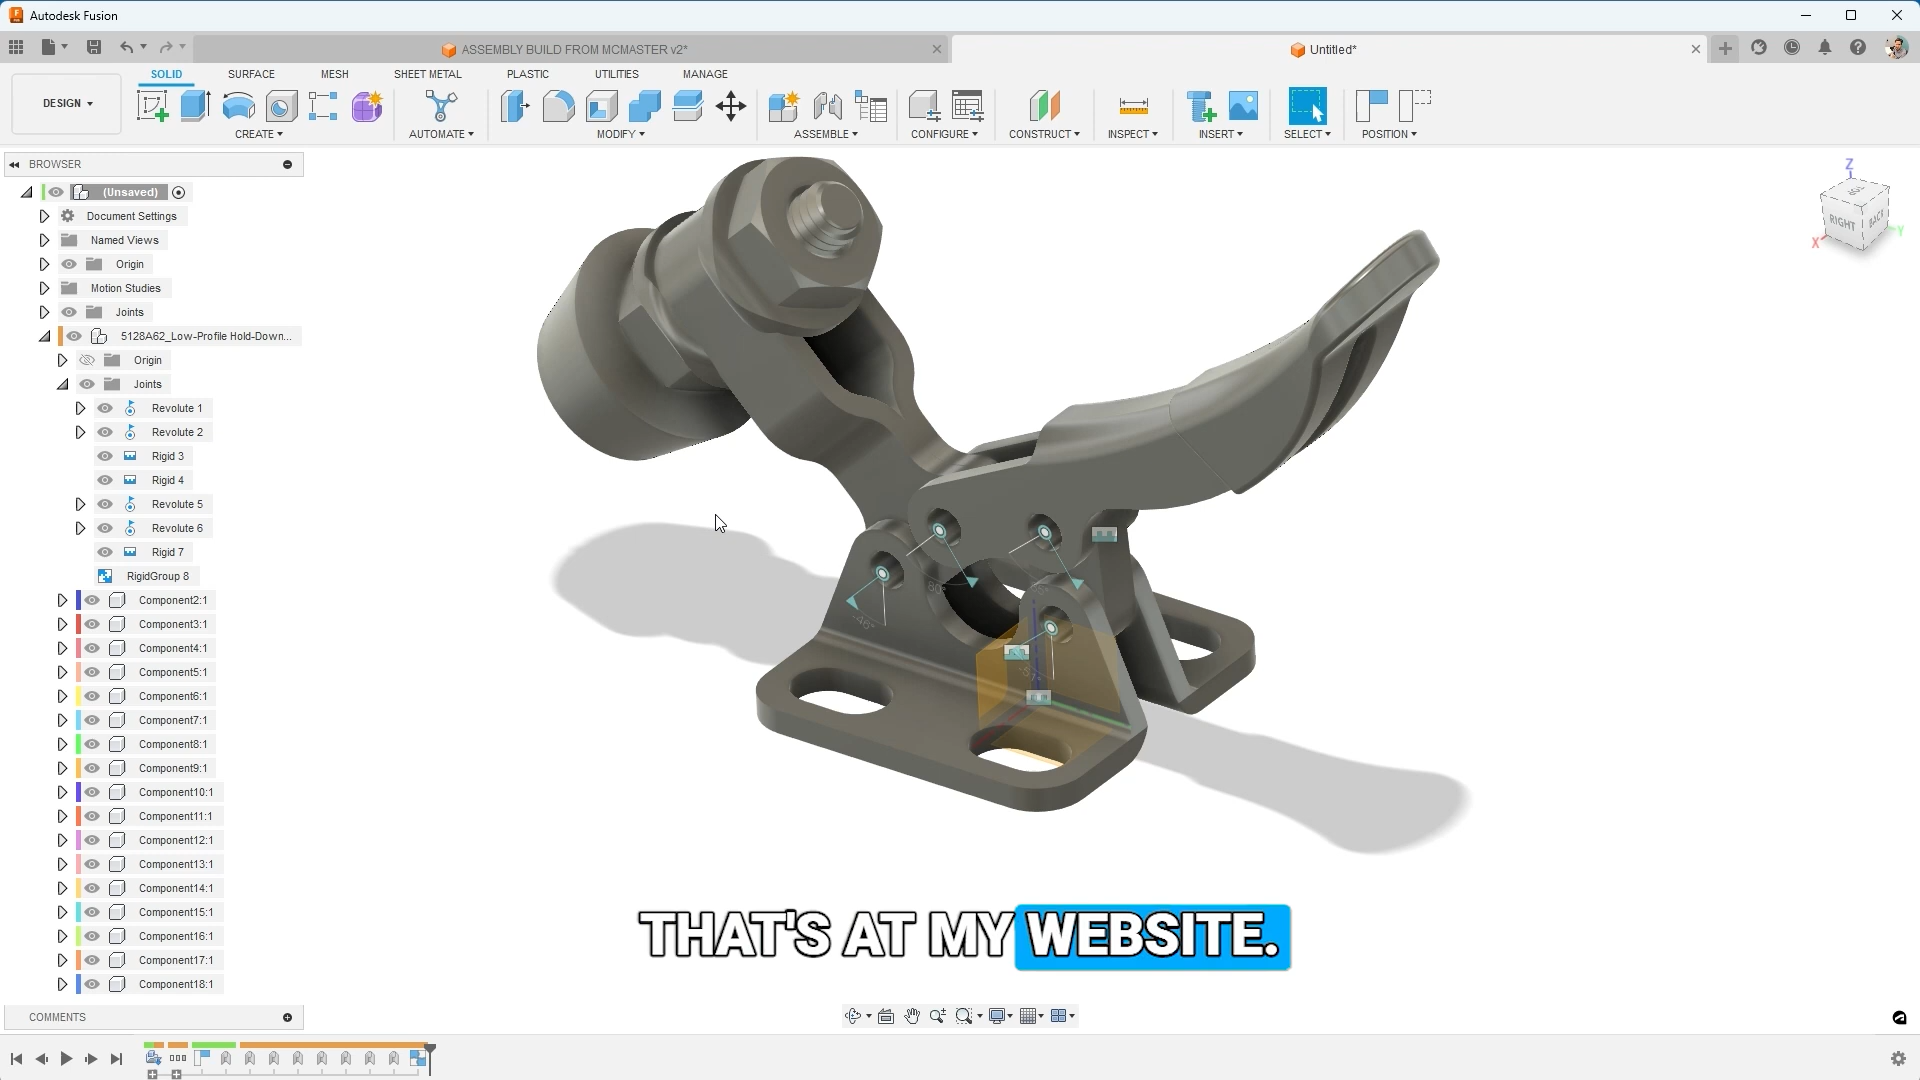 Autodesk Fusion
ASSEMBLY BUILD FROM MCMASTER v2*
Untitled*
DESIGN
SOLID
SURFACE
MESH
SHEET METAL
PLASTIC
UTILITIES
MANAGE
CREATE
AUTOMATE
MODIFY
ASSEMBLE
CONFIGURE
CONSTRUCT
INSPECT
INSERT
SELECT
POSITION
BROWSER
(Unsaved)
Document Settings
Named Views
Origin
Motion Studies
Joints
5128A62_Low-Profile Hold-Down...
Origin
Joints
Revolute 1
Revolute 2
Rigid 3
Rigid 4
Revolute 5
Revolute 6
Rigid 7
RigidGroup 8
Component2:1
Component3:1
Component4:1
Component5:1
Component6:1
Component7:1
Component8:1
Component9:1
Component10:1
Component11:1
Component12:1
Component13:1
Component14:1
Component15:1
Component16:1
Component17:1
Component18:1
Z
TOP
RIGHT
BACK
X
Y
THAT'S AT MY WEBSITE.
COMMENTS